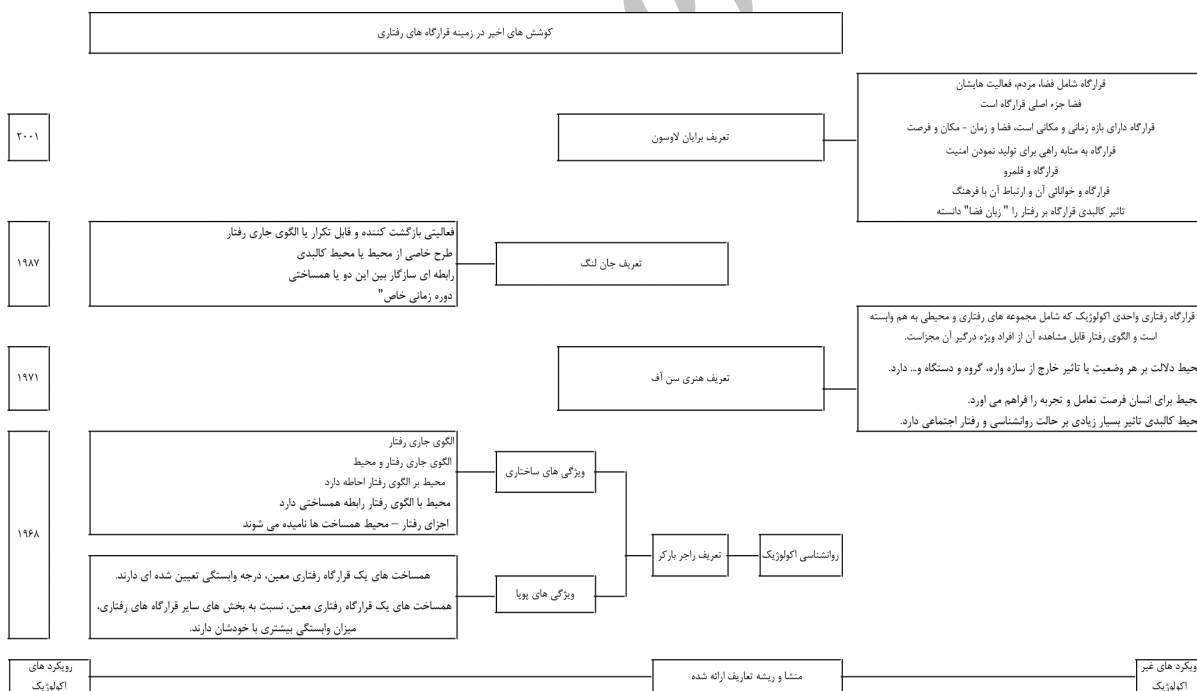 کوشش های اخیر در زمینه قرارگاه های رفتاری
قرارگاه شامل فضا، مردم، فعالیت هایشان
فضا جزء اصلی قرارگاه است
قرارگاه دارای بازه زمانی و مکانی است، فضا و زمان - مکان و فرصت
قرارگاه به مثابه راهی برای تولید نمودن امنیت
قرارگاه و قلمرو
قرارگاه و خوانائی آن و ارتباط آن با فرهنگ
تاثیر کالبدی قرارگاه بر رفتار را " زبان فضا" دانسته
تعریف برایان لاوسون
۲۰۰۱
تعریف جان لنگ
فعالیتی بازگشت کننده و قابل تکرار یا الگوی جاری رفتار
طرح خاصی از محیط یا محیط کالبدی
رابطه ای سازگار بین این دو یا همساختی
دوره زمانی خاص"
۱۹۸۷
قرارگاه رفتاری واحدی اکولوژیک که شامل مجموعه های رفتاری و محیطی به هم وابسته
است و الگوی رفتار قابل مشاهده آن از افراد ویژه درگیر آن مجزاست.
حیط دلالت بر هر وضعیت یا تاثیر خارج از سازه واره، گروه و دستگاه و... دارد.
حیط برای انسان فرصت تعامل و تجربه را فراهم می اورد.
حیط کالبدی تاثیر بسیار زیادی بر حالت روانشناسی و رفتار اجتماعی دارد.
تعریف هنری سن آف
۱۹۷۱
روانشناسی اکولوژیک
تعریف راجر بارکر
ویژگی های ساختاری
الگوی جاری رفتار
الگوی جاری رفتار و محیط
محیط بر الگوی رفتار احاطه دارد
محیط با الگوی رفتار رابطه همساختی دارد
اجزای رفتار – محیط همساخت ها نامیده می شوند
ویژگی های پویا
همساخت های یک قرارگاه رفتاری معین، درجه وابستگی تعیین شده ای دارند.
همساخت های یک قرارگاه رفتاری معین، نسبت به بخش های سایر قرارگاه های رفتاری،
میزان وابستگی بیشتری با خودشان دارند.
۱۹۶۸
ویکرد های غیر
اکولوژیک
منشا و ریشه تعاریف ارائه شده
رویکرد های
اکولوژیک